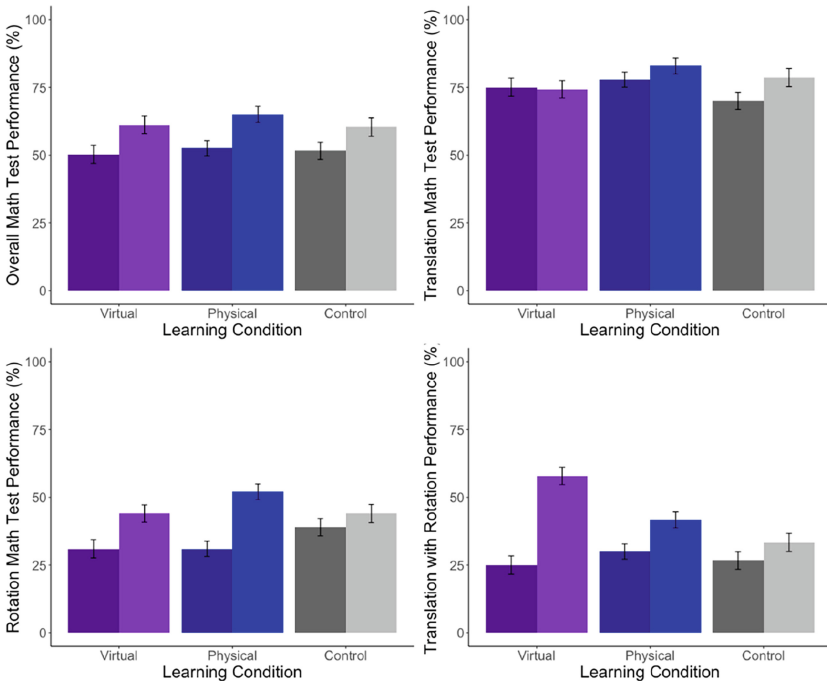 Overall Math Test Performance (%)
100
75
50
25
0
Virtual Physical Control
Learning Condition
Translation Math Test Performance (%)
100
75
50
25
0
Virtual Physical Control
Learning Condition
Rotation Math Test Performance (%)
100
75
50
25
0
Virtual Physical Control
Learning Condition
Translation with Rotation Performance (%)
100
75
50
25
0
Virtual Physical Control
Learning Condition